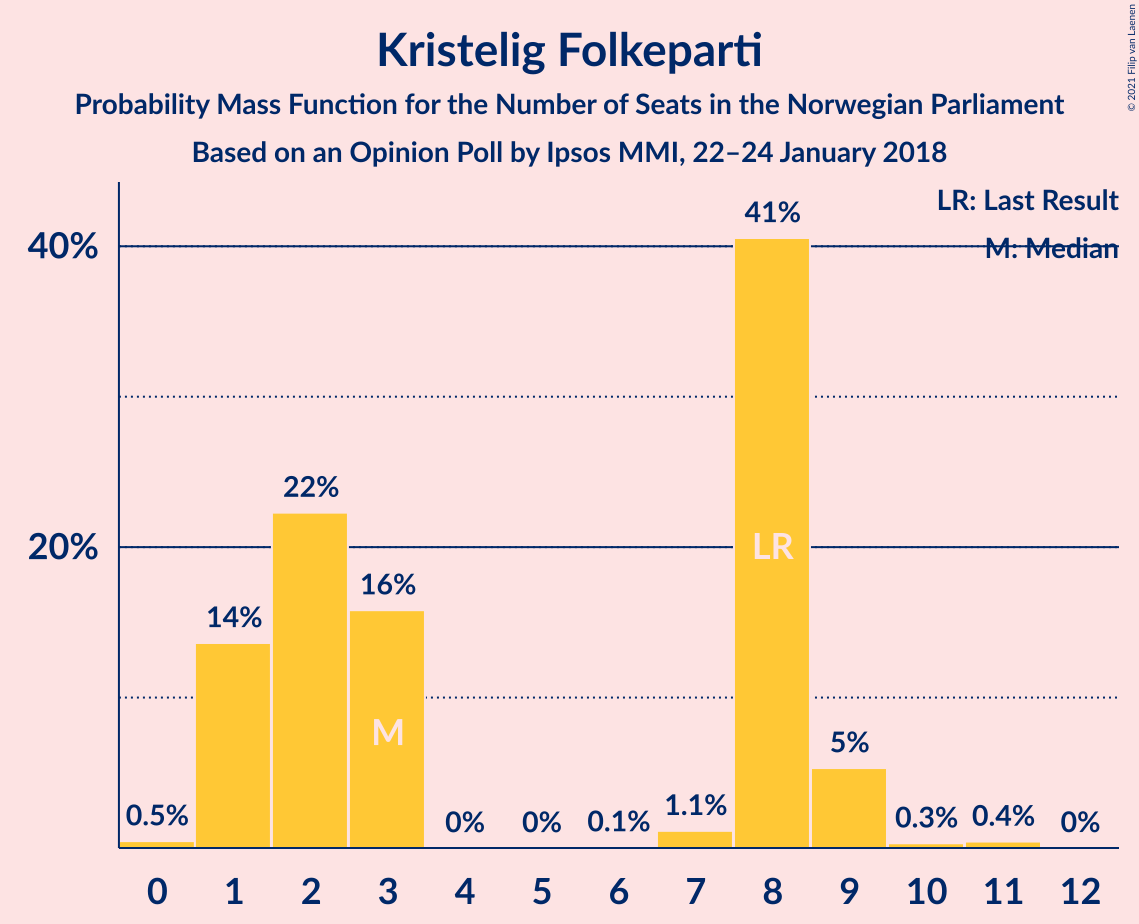 Kristelig Folkeparti
Probability Mass Function for the Number of Seats in the Norwegian Parliament
Based on an Opinion Poll by Ipsos MMI, 22–24 January 2018
© 2021 Filip van Laenen
LR: Last Result
M: Median
40%
20%
0.5%
14%
22%
16%
0%
0%
0.1%
1.1%
41%
5%
0.3%
0.4%
0%
M
LR
0 1 2 3 4 5 6 7 8 9 10 11 12